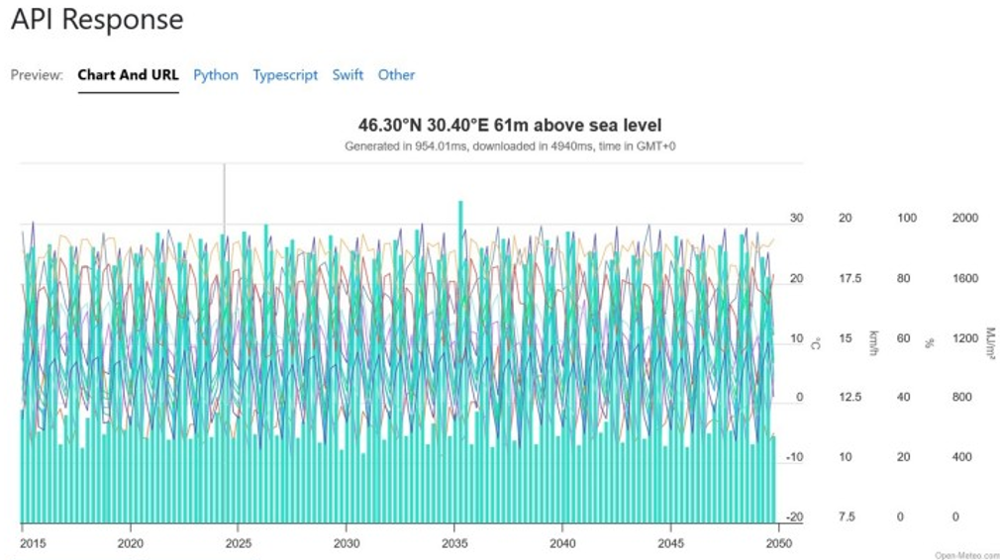 API Response
Preview: Chart And URL Python Typescript Swift Other
46.30°N 30.40°E 61m above sea level
Generated in 954.01ms, downloaded in 4940ms, time in GMT+0
30 20 100 2000
20 17.5 80 1600
10 15 60 1200
°C km/h % MJ/m²
0 12.5 40 800
-10 10 20 400
-20 7.5 0 0
2015 2020 2025 2030 2035 2040 2045 2050
Open-Meteo.com